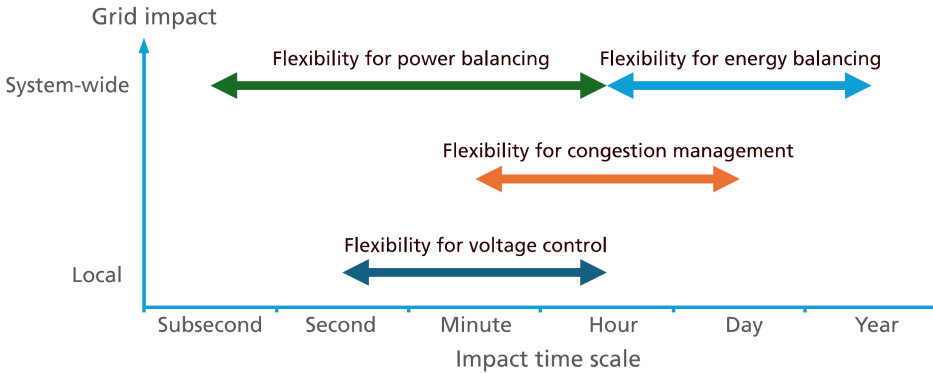 Grid impact
Flexibility for power balancing
Flexibility for energy balancing
System-wide
Flexibility for congestion management
Flexibility for voltage control
Local
Subsecond
Second
Minute
Hour
Day
Year
Impact time scale